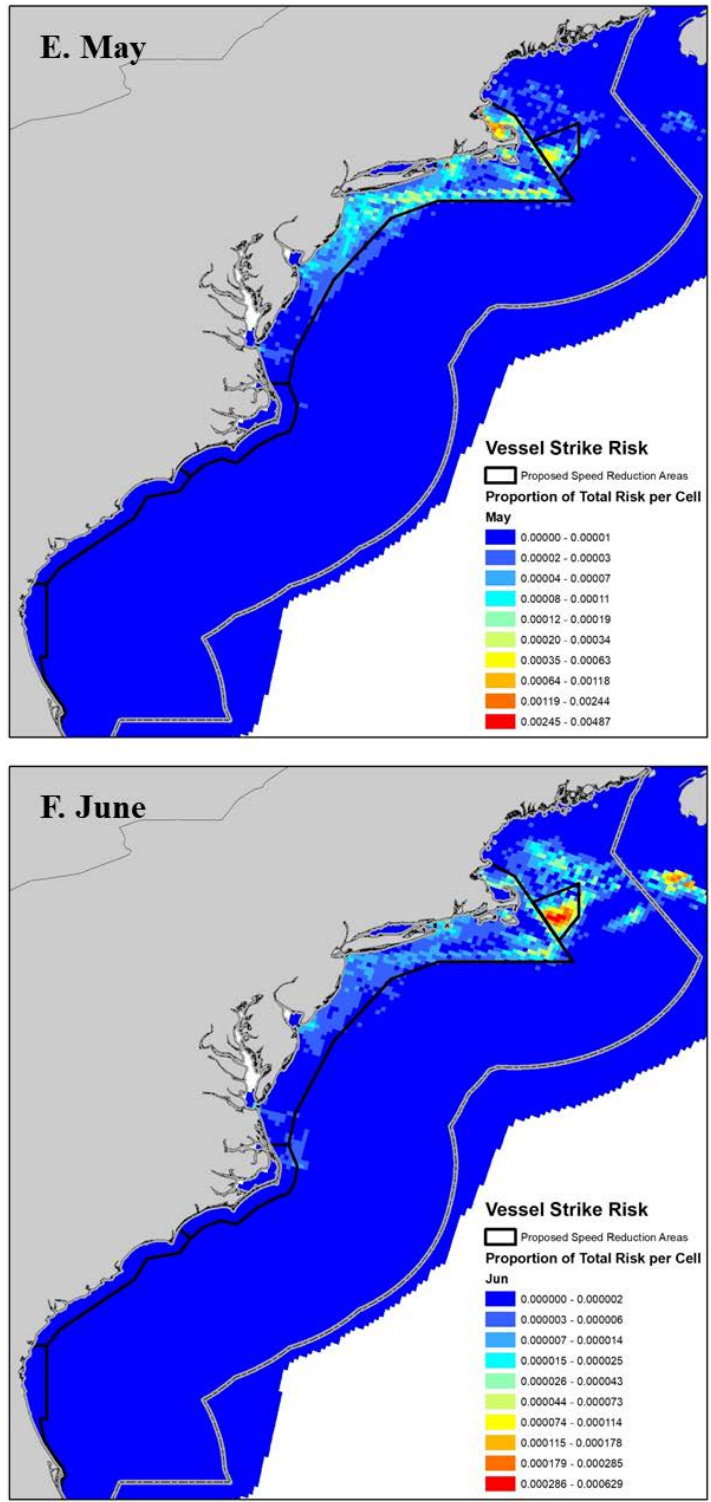 E. May
Vessel Strike Risk
Proposed Speed Reduction Areas
Proportion of Total Risk per Cell
May
0.00000 - 0.00001
0.00002 - 0.00003
0.00004 - 0.00007
0.00008 - 0.00011
0.00012 - 0.00019
0.00020 - 0.00034
0.00035 - 0.00063
0.00064 - 0.00118
0.00119 - 0.00244
0.00245 - 0.00487
F. June
Vessel Strike Risk
Proposed Speed Reduction Areas
Proportion of Total Risk per Cell
Jun
0.000000 - 0.000002
0.000003 - 0.000006
0.000007 - 0.000014
0.000015 - 0.000025
0.000026 - 0.000043
0.000044 - 0.000073
0.000074 - 0.000114
0.000115 - 0.000178
0.000179 - 0.000285
0.000286 - 0.000629